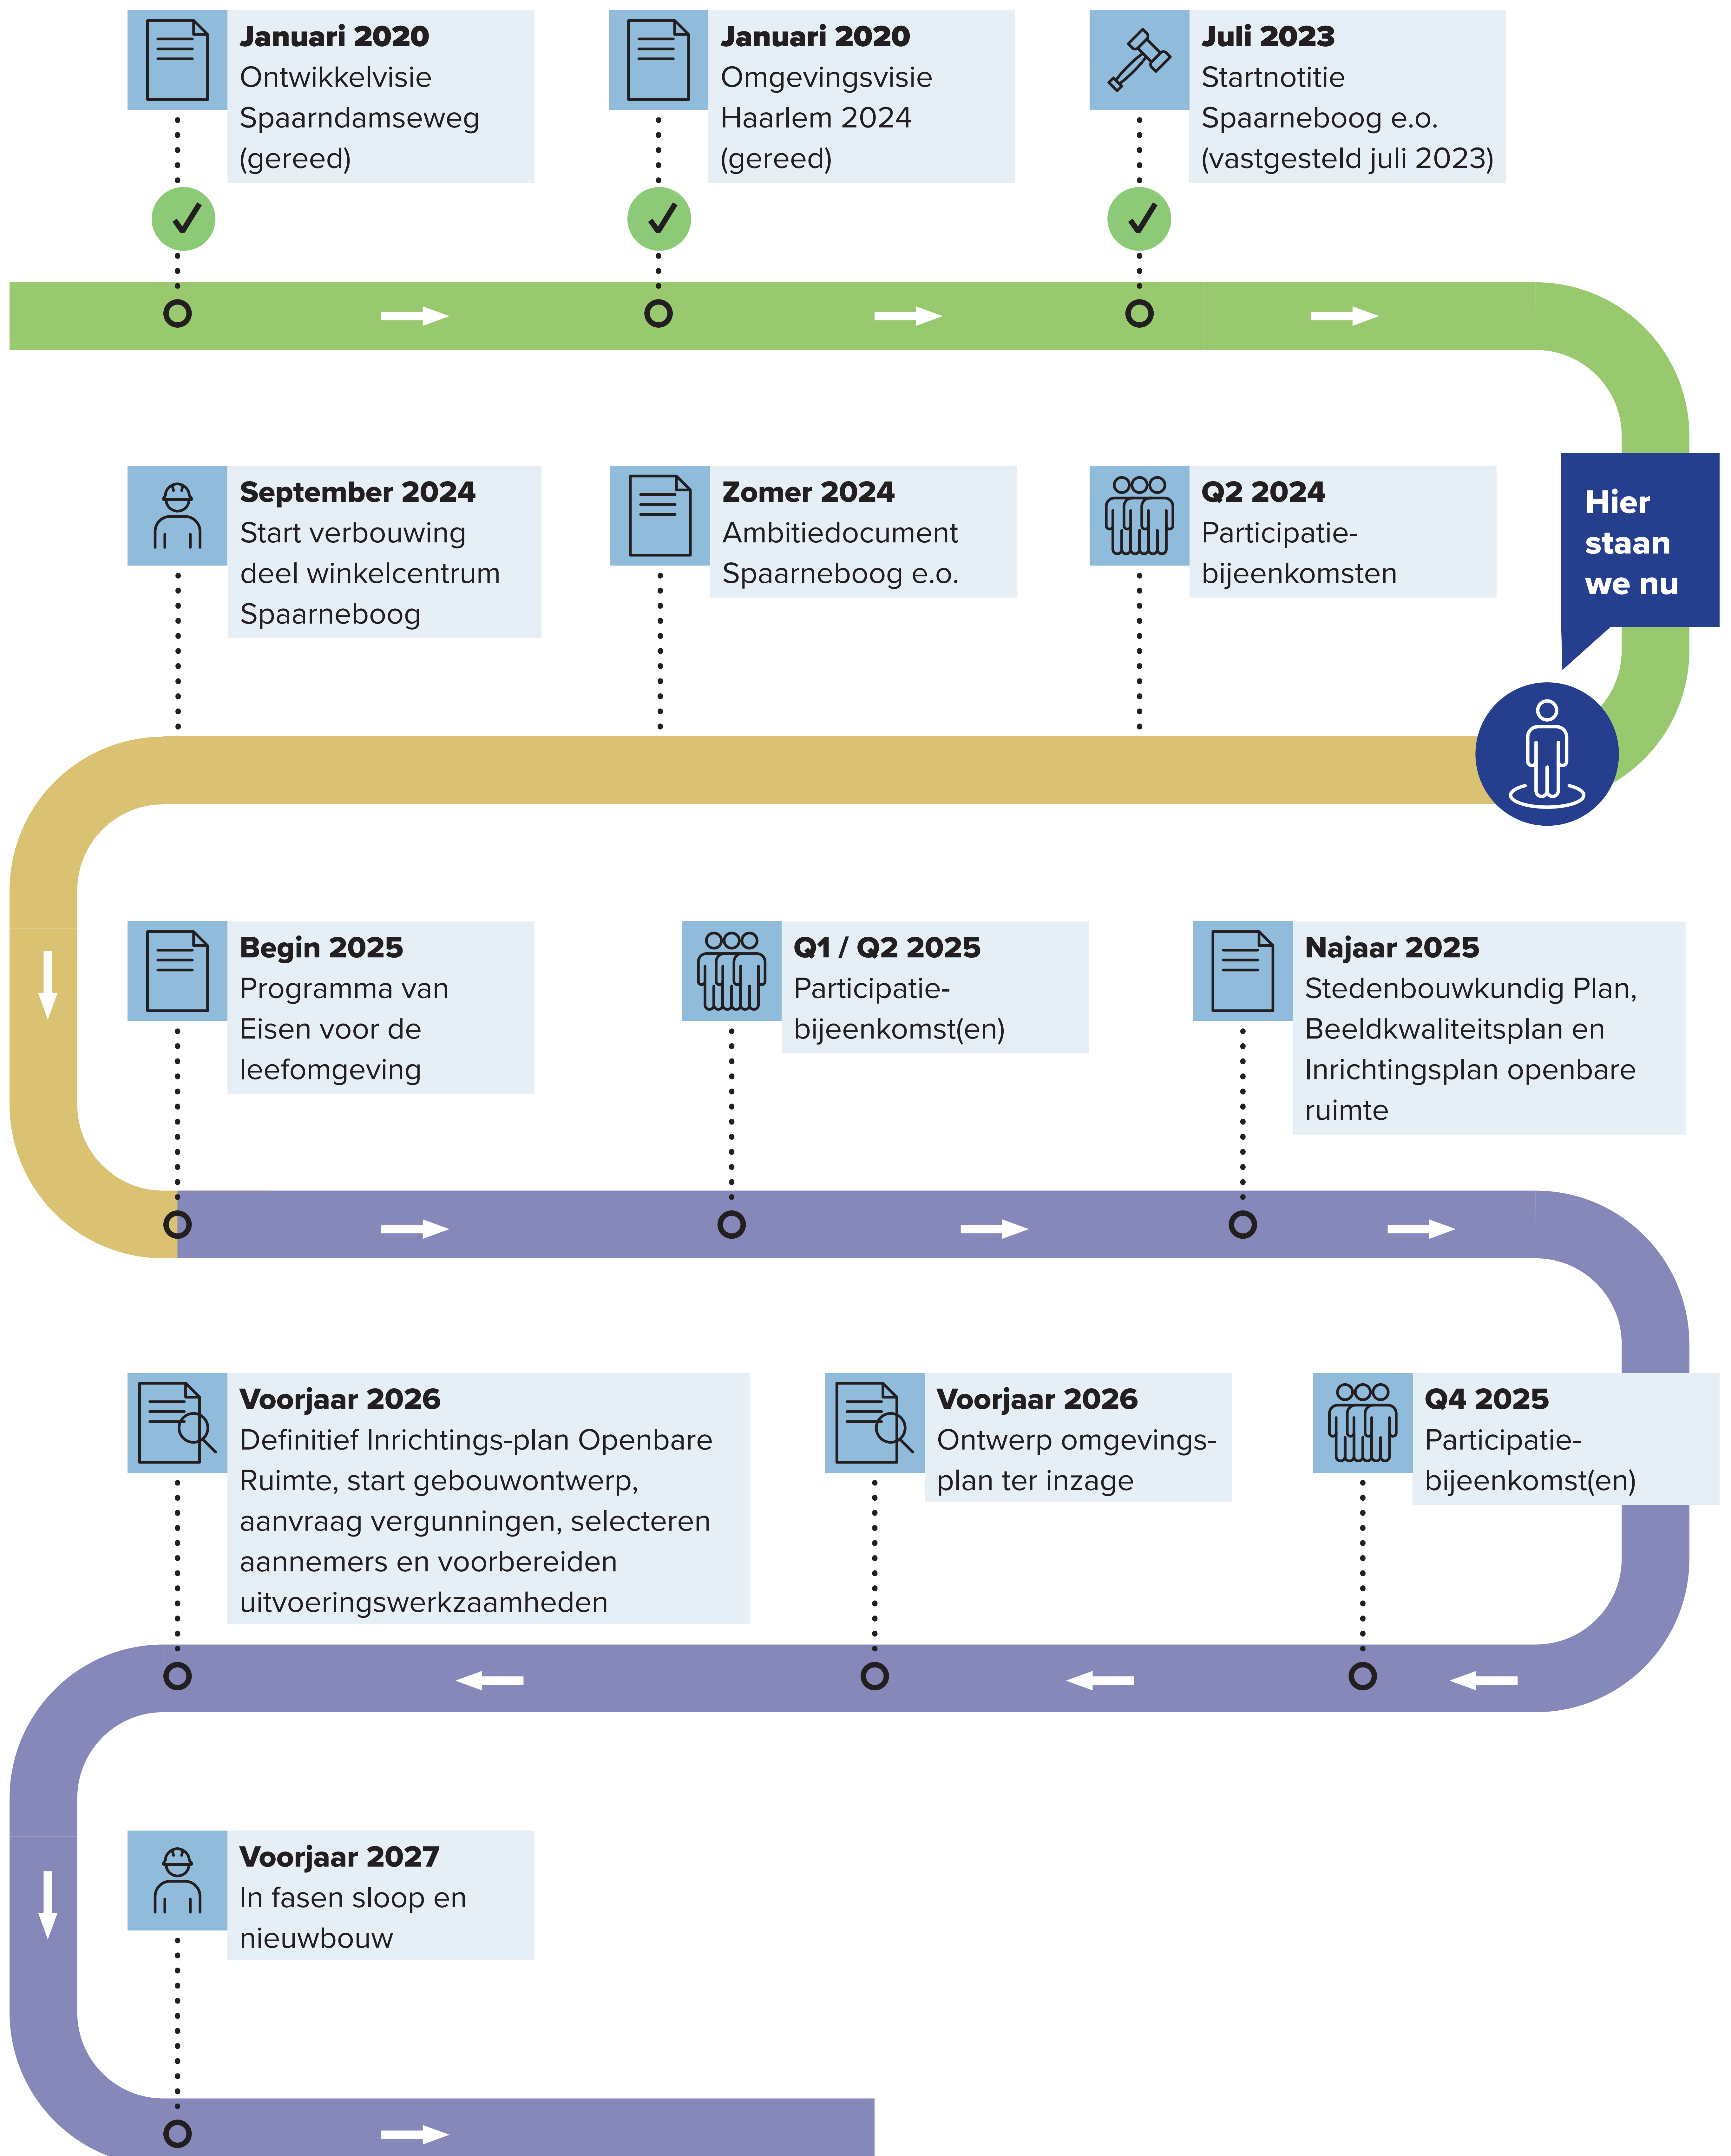 Januari 2020
Ontwikkelvisie
Spaarndamseweg
(gereed)
Januari 2020
Omgevingsvisie
Haarlem 2024
(gereed)
Juli 2023
Startnotitie
Spaarneboog e.o.
(vastgesteld juli 2023)
Hier
staan
we nu
Q2 2024
Participatie-
bijeenkomsten
Zomer 2024
Ambitiedocument
Spaarneboog e.o.
September 2024
Start verbouwing
deel winkelcentrum
Spaarneboog
Begin 2025
Programma van
Eisen voor de
leefomgeving
Q1 / Q2 2025
Participatie-
bijeenkomst(en)
Najaar 2025
Stedenbouwkundig Plan,
Beeldkwaliteitsplan en
Inrichtingsplan openbare
ruimte
Q4 2025
Participatie-
bijeenkomst(en)
Voorjaar 2026
Ontwerp omgevings-
plan ter inzage
Voorjaar 2026
Definitief Inrichtings-plan Openbare
Ruimte, start gebouwontwerp,
aanvraag vergunningen, selecteren
aannemers en voorbereiden
uitvoeringswerkzaamheden
Voorjaar 2027
In fasen sloop en
nieuwbouw